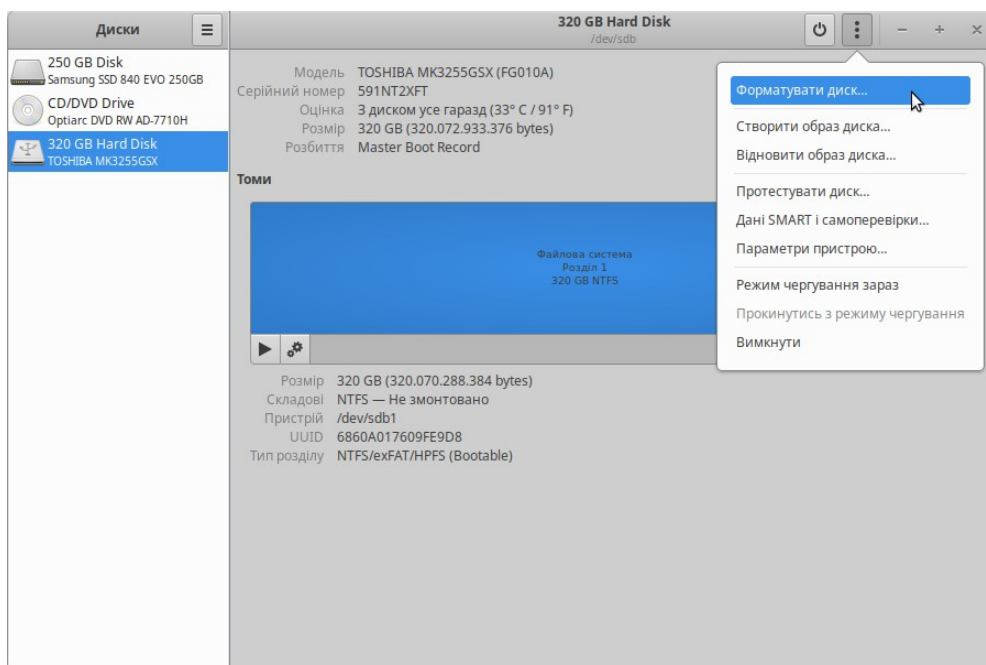 Диски
320 GB Hard Disk
/dev/sdb
250 GB Disk
Samsung SSD 840 EVO 250GB
CD/DVD Drive
Optiarc DVD RW AD-7710H
320 GB Hard Disk
TOSHIBA MK3255GSX
Модель TOSHIBA MK3255GSX (FG010A)
Серійний номер 591NT2XFT
Оцінка З диском усе гаразд (33° C / 91° F)
Розмір 320 GB (320.072.933.376 bytes)
Розбиття Master Boot Record
Томи
Файлова система
Розділ 1
320 GB NTFS
Розмір 320 GB (320.070.288.384 bytes)
Складові NTFS — Не змонтовано
Пристрій /dev/sdb1
UUID 6860A017609FE9D8
Тип розділу NTFS/exFAT/HPFS (Bootable)
Форматувати диск...
Створити образ диска...
Відновити образ диска...
Протестувати диск...
Дані SMART і самоперевірки...
Параметри пристрою...
Режим чергування зараз
Прокинутись з режиму чергування
Вимкнути